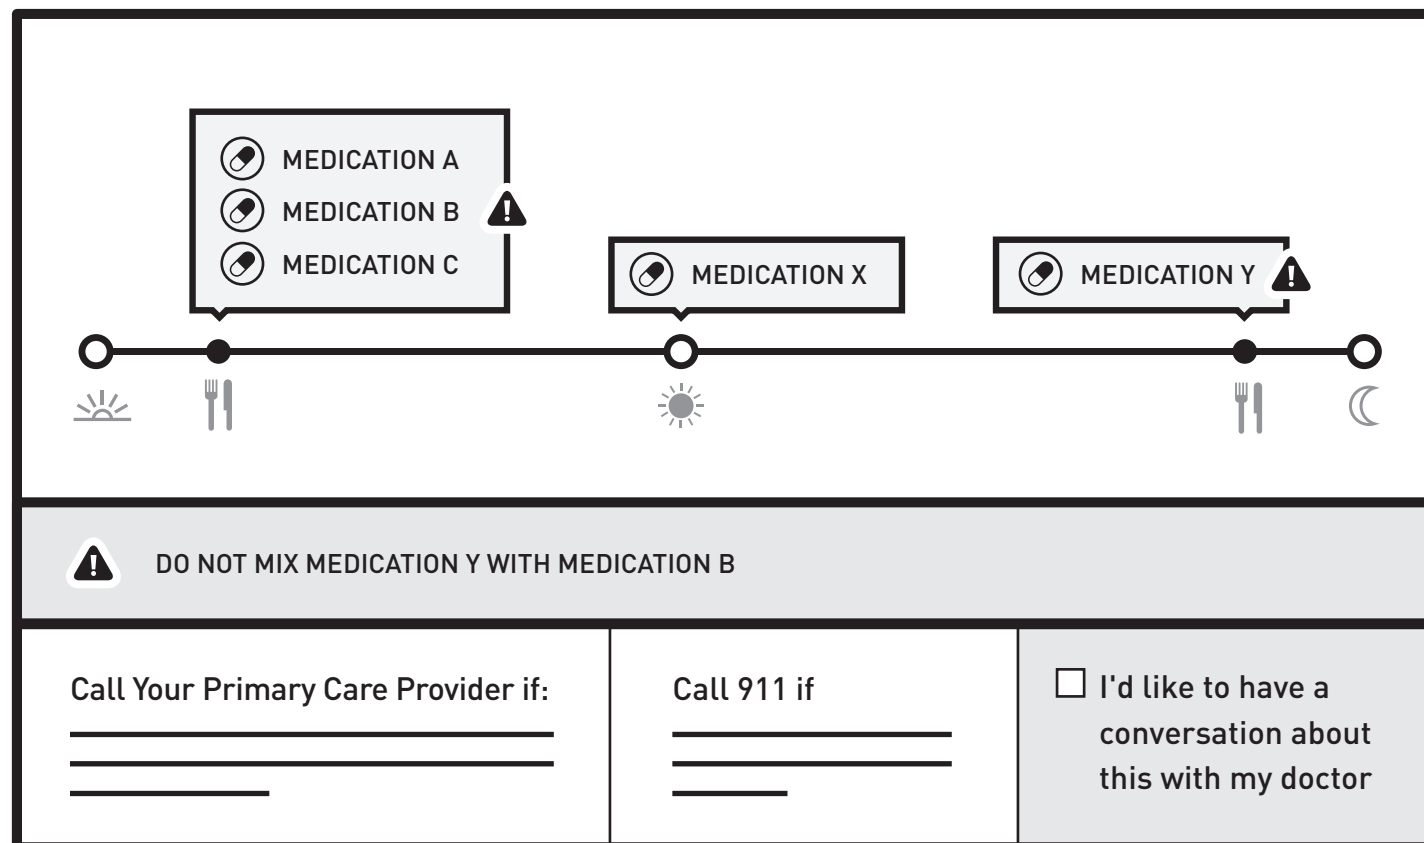 MEDICATION A
MEDICATION B
MEDICATION C
MEDICATION X
MEDICATION Y
DO NOT MIX MEDICATION Y WITH MEDICATION B
Call Your Primary Care Provider if:
Call 911 if
I'd like to have a
conversation about
this with my doctor